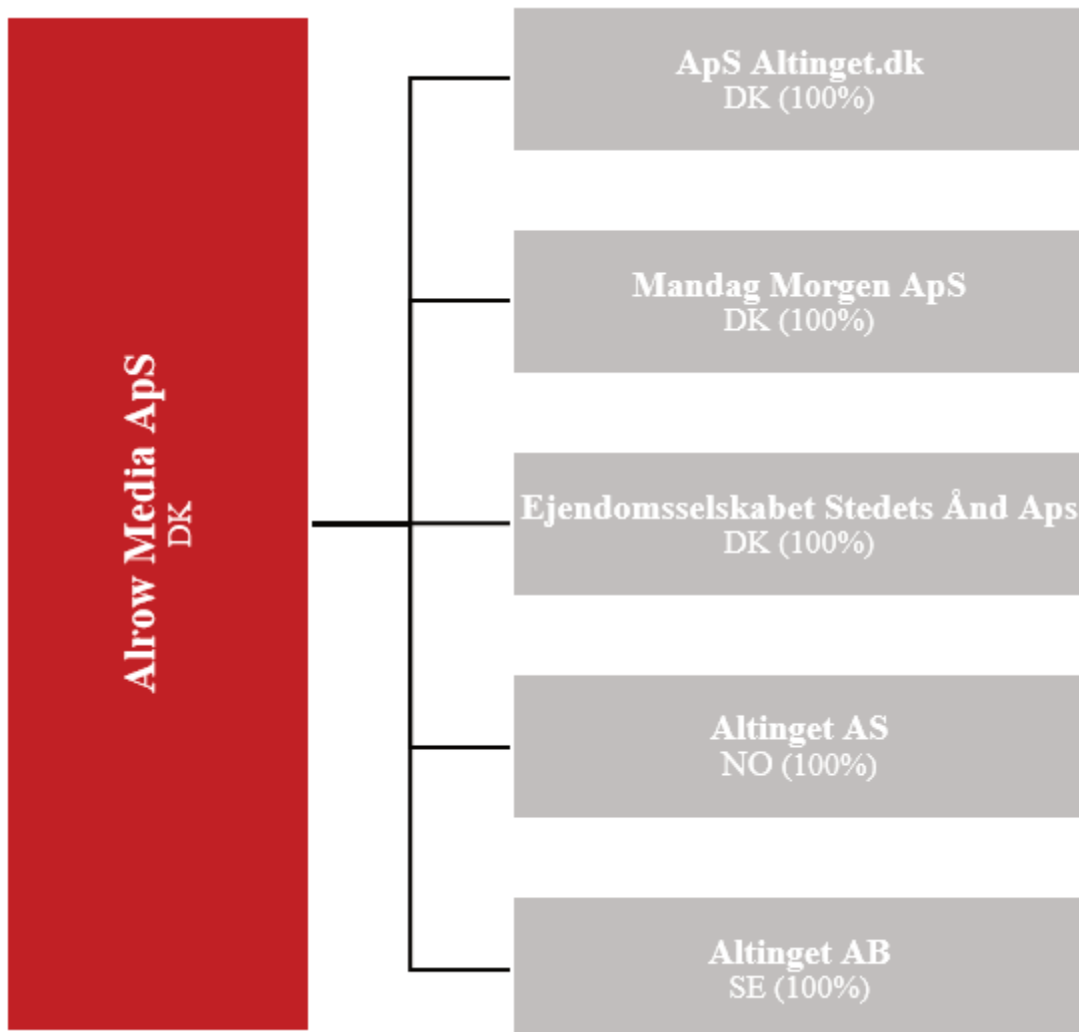 Alrow Media ApS
DK
ApS Altinget.dk
DK (100%)
Mandag Morgen ApS
DK (100%)
Ejendomsselskabet Stedets Ånd Aps
DK (100%)
Altinget AS
NO (100%)
Altinget AB
SE (100%)